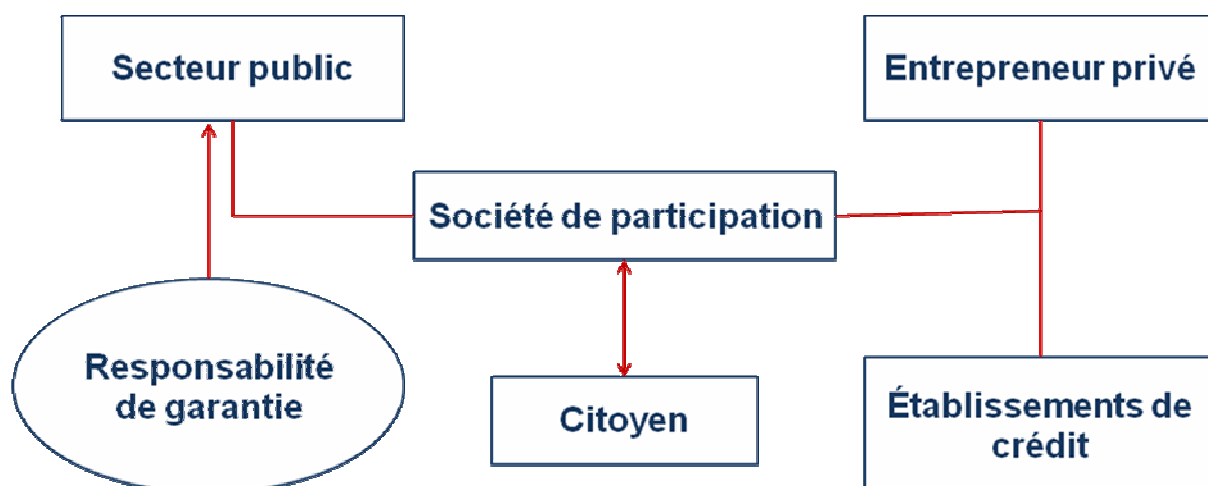 Secteur public
Entrepreneur privé
Société de participation
Responsabilité
de garantie
Citoyen
Établissements de
crédit